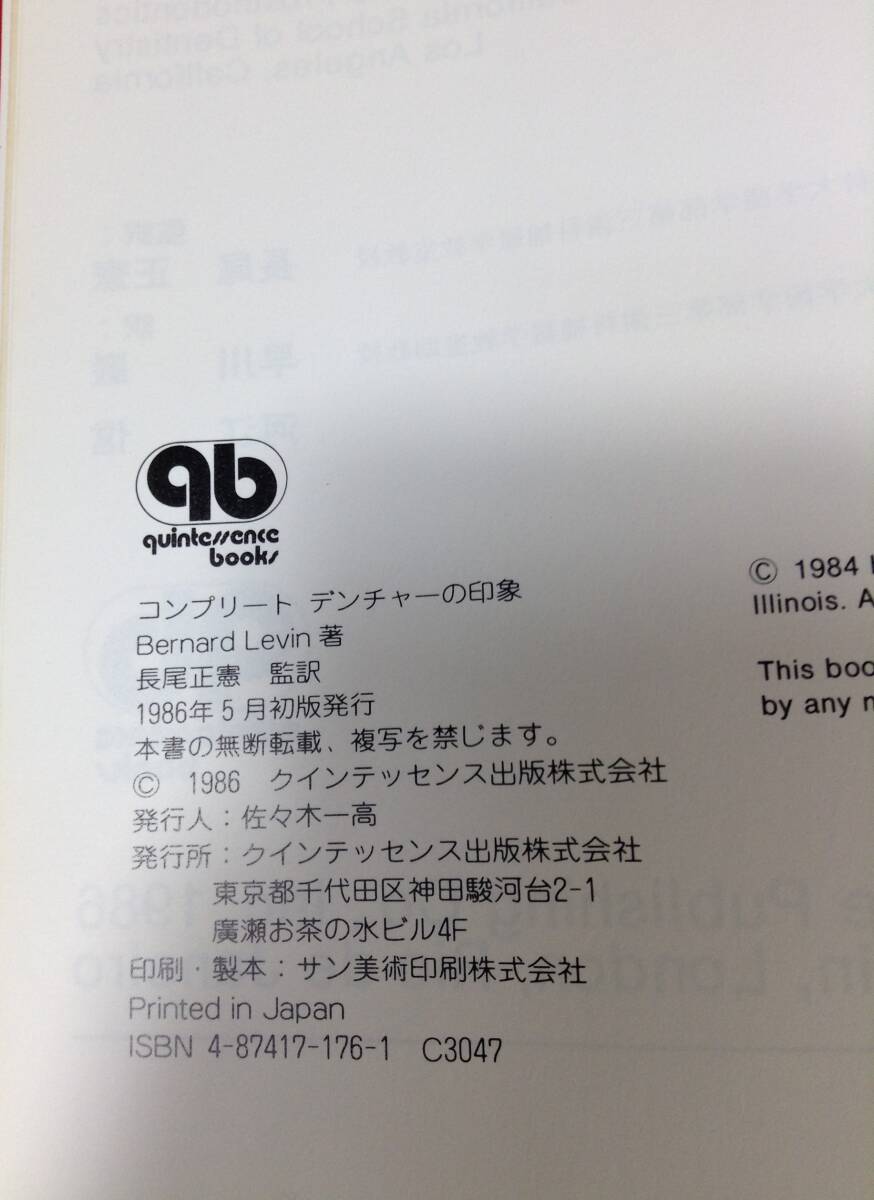 qb
quintessence
books
コンプリート デンチャーの印象
Bernard Levin 著
長尾正憲 監訳
1986年5月初版発行
本書の無断転載、複写を禁じます。
© 1986 クインテッセンス出版株式会社
発行人：佐々木一高
発行所：クインテッセンス出版株式会社
東京都千代田区神田駿河台2-1
廣瀬お茶の水ビル4F
印刷・製本：サン美術印刷株式会社
Printed in Japan
ISBN 4-87417-176-1 C3047
© 1984
Illinois. A
This boo
by any